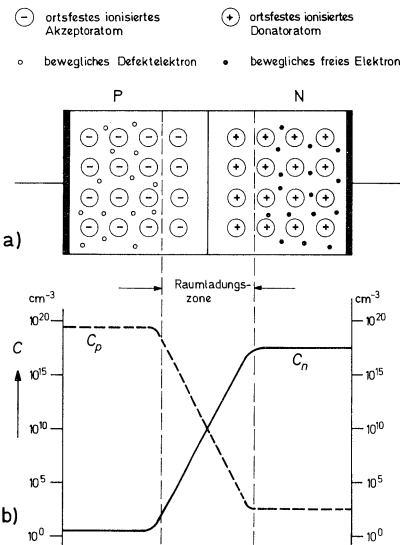 ⊖ ortsfestes ionisiertes Akzeptoratom
⊕ ortsfestes ionisiertes Donatoratom
○ bewegliches Defektelektron
● bewegliches freies Elektron
P N
a)
Raumladungs-
zone
cm⁻³ cm⁻³
10²⁰ 10²⁰
C Cp Cn
10¹⁵ 10¹⁵
10¹⁰ 10¹⁰
10⁵ 10⁵
b) 10⁰ 10⁰